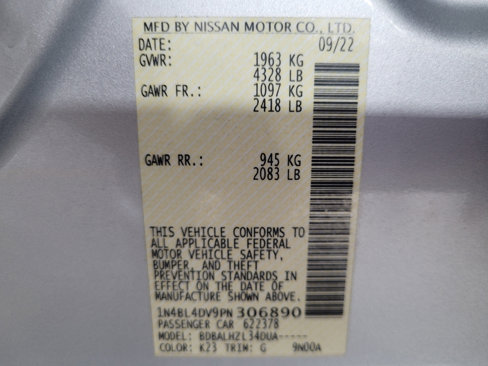 MFD BY NISSAN MOTOR CO., LTD.
DATE: 09/22
GVWR: 1963 KG
4328 LB
GAWR FR.: 1097 KG
2418 LB
GAWR RR.: 945 KG
2083 LB
THIS VEHICLE CONFORMS TO
ALL APPLICABLE FEDERAL
MOTOR VEHICLE SAFETY,
BUMPER, AND THEFT
PREVENTION STANDARDS IN
EFFECT ON THE DATE OF
MANUFACTURE SHOWN ABOVE.
1N4BL4DV9PN306890
PASSENGER CAR 622378
MODEL: BDBALHZL34DUA-----
COLOR: K23 TRIM: G 9N00A